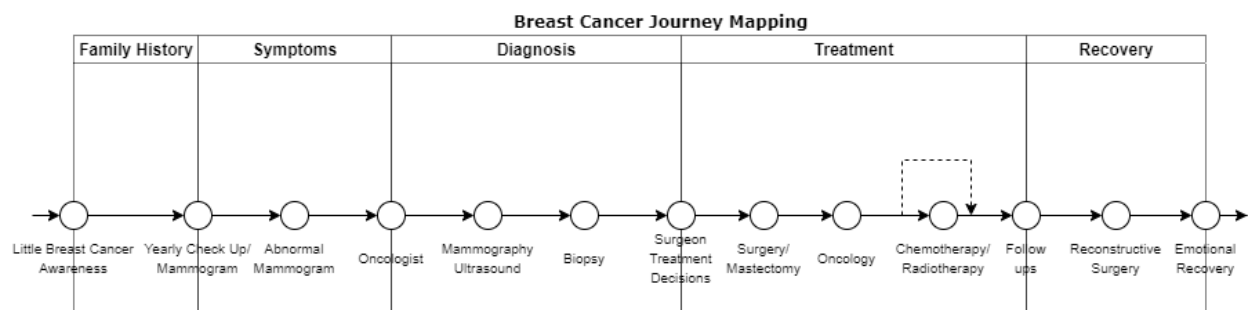 Breast Cancer Journey Mapping
Family History
Symptoms
Diagnosis
Treatment
Recovery
Little Breast Cancer
Awareness
Yearly Check Up/
Mammogram
Abnormal
Mammogram
Oncologist
Mammography
Ultrasound
Biopsy
Surgeon
Treatment
Decisions
Surgery/
Mastectomy
Oncology
Chemotherapy/
Radiotherapy
Follow
ups
Reconstructive
Surgery
Emotional
Recovery